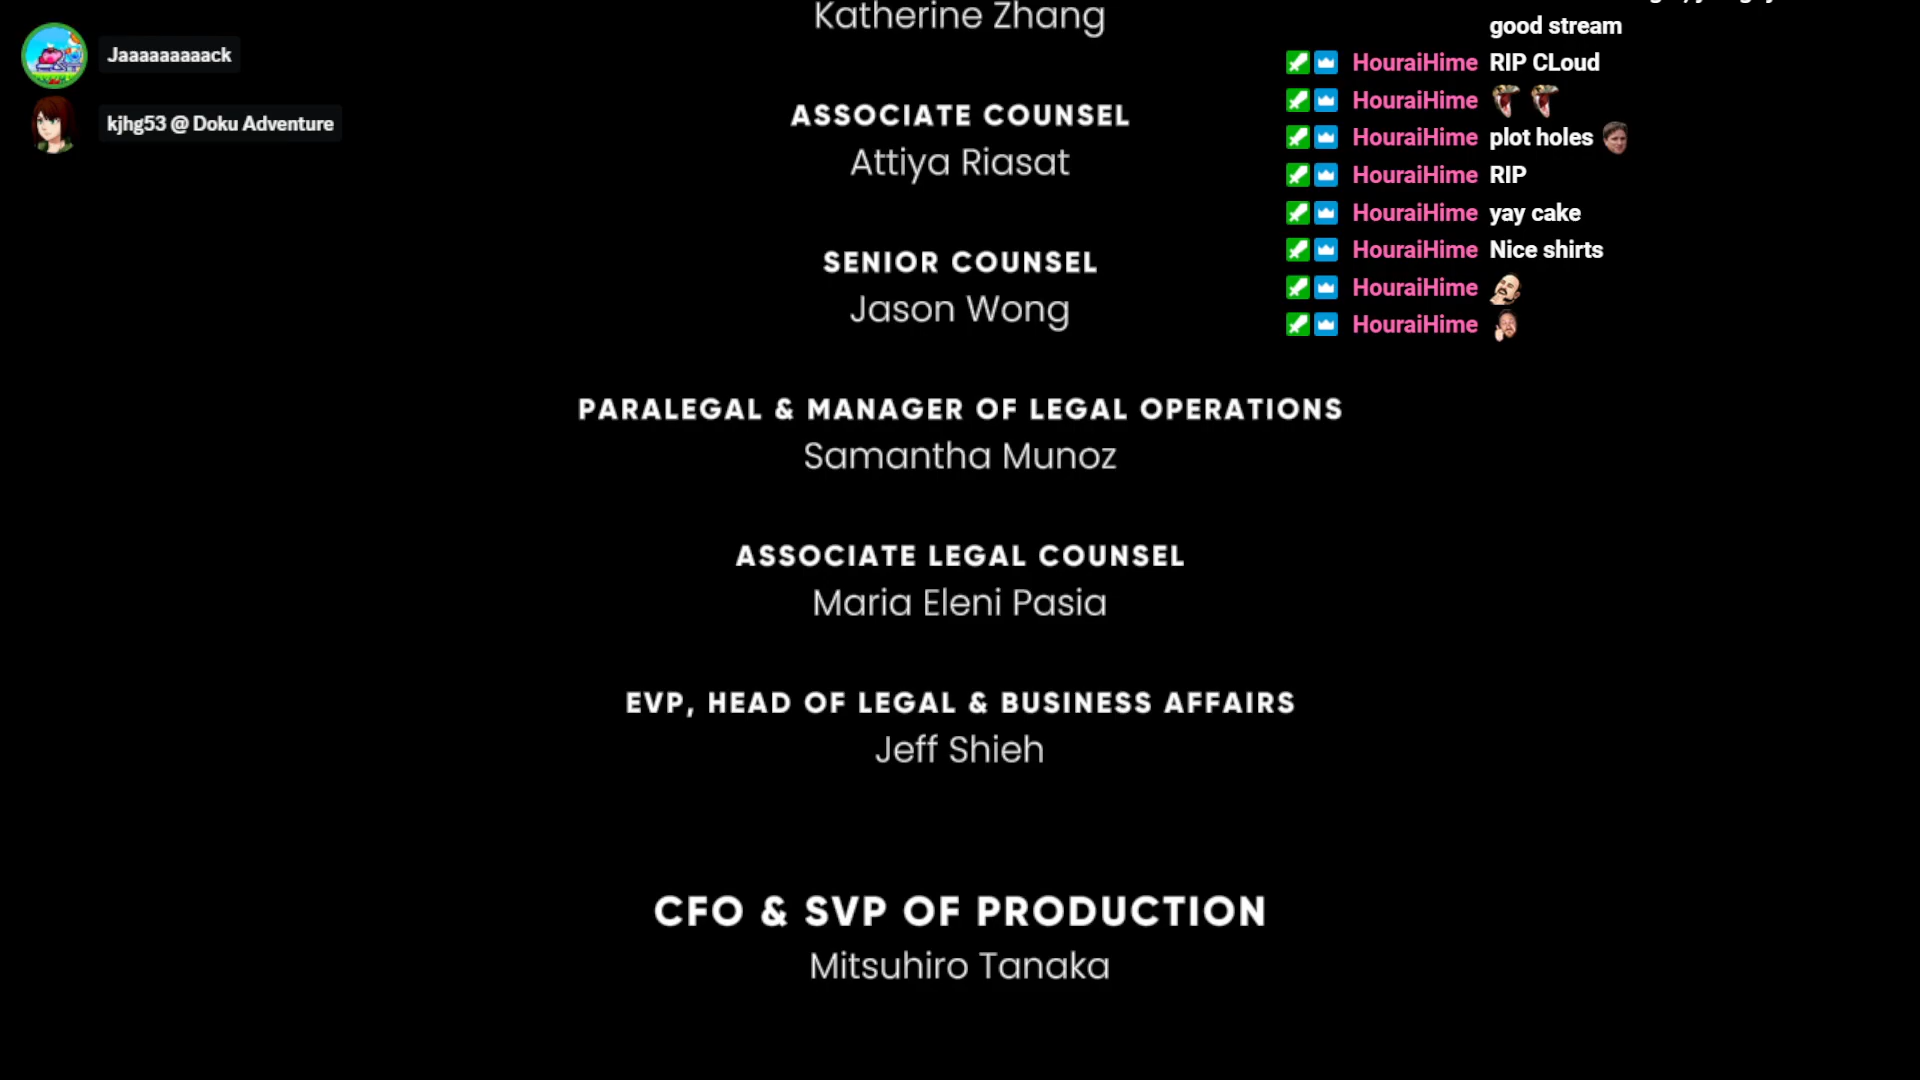 Jaaaaaaaaack
kjhg53 @ Doku Adventure
Katherine Zhang
ASSOCIATE COUNSEL
Attiya Riasat
SENIOR COUNSEL
Jason Wong
PARALEGAL & MANAGER OF LEGAL OPERATIONS
Samantha Munoz
ASSOCIATE LEGAL COUNSEL
Maria Eleni Pasia
EVP, HEAD OF LEGAL & BUSINESS AFFAIRS
Jeff Shieh
CFO & SVP OF PRODUCTION
Mitsuhiro Tanaka
good stream
HouraiHime RIP CLoud
HouraiHime
HouraiHime plot holes
HouraiHime RIP
HouraiHime yay cake
HouraiHime Nice shirts
HouraiHime
HouraiHime